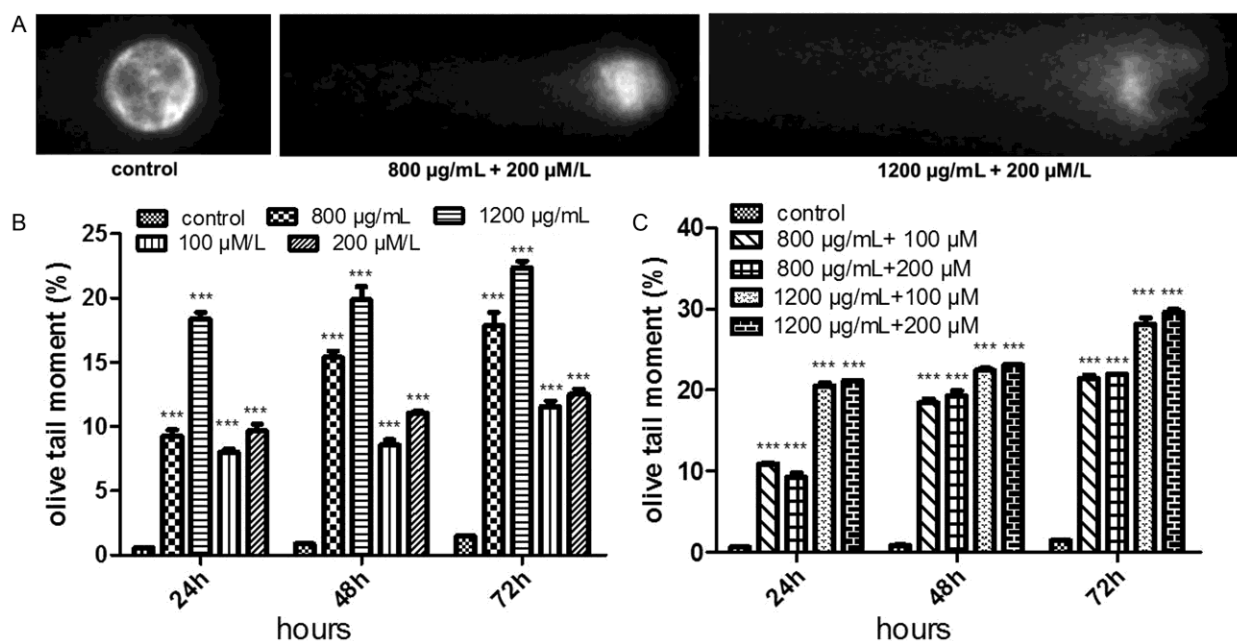 A
control
800 µg/mL + 200 µM/L
1200 µg/mL + 200 µM/L
B
control
800 µg/mL
1200 µg/mL
100 µM/L
200 µM/L
olive tail moment (%)
25
20
15
10
5
0
***
***
***
***
***
***
***
***
***
***
***
***
24h
48h
72h
hours
C
control
800 µg/mL+ 100 µM
800 µg/mL+200 µM
1200 µg/mL+100 µM
1200 µg/mL+200 µM
olive tail moment (%)
40
30
20
10
0
***
***
***
***
***
***
***
***
***
***
***
***
24h
48h
72h
hours